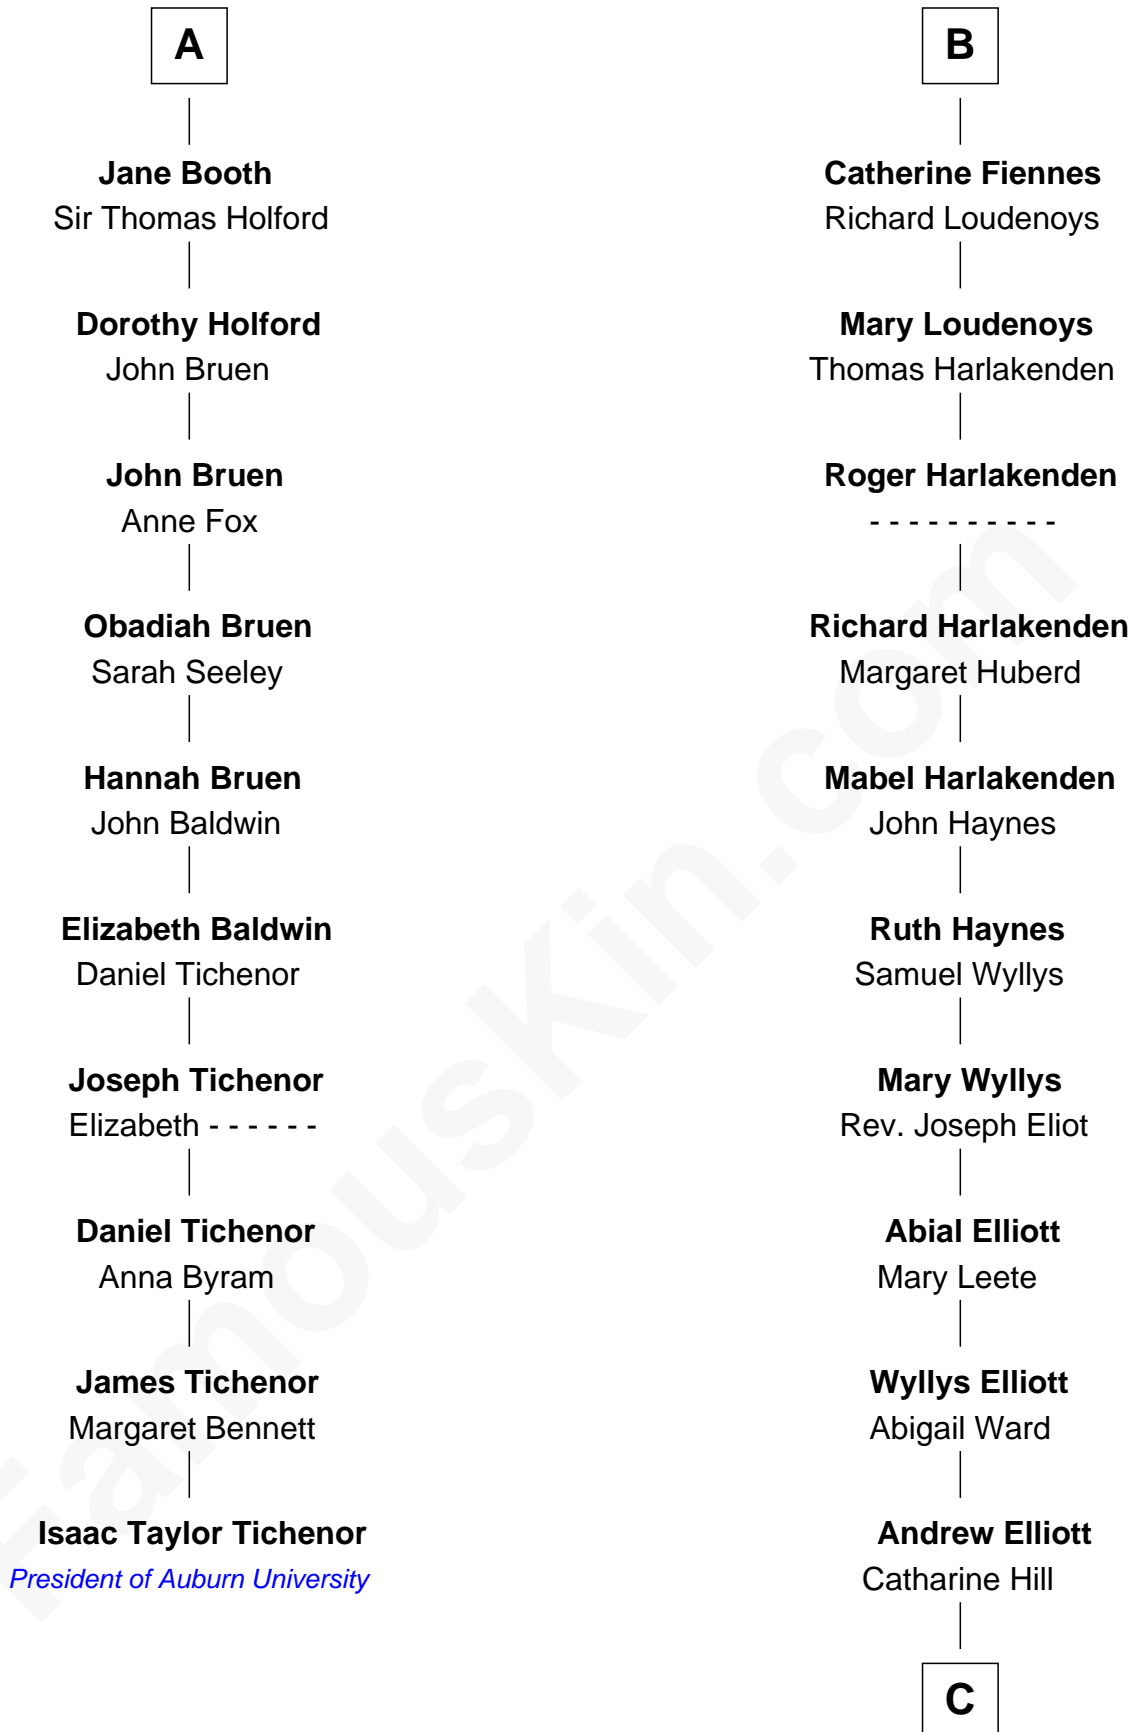 A
Jane Booth
Sir Thomas Holford
Dorothy Holford
John Bruen
John Bruen
Anne Fox
Obadiah Bruen
Sarah Seeley
Hannah Bruen
John Baldwin
Elizabeth Baldwin
Daniel Tichenor
Joseph Tichenor
Elizabeth - - - - - -
Daniel Tichenor
Anna Byram
James Tichenor
Margaret Bennett
Isaac Taylor Tichenor
President of Auburn University
B
Catherine Fiennes
Richard Loudenoys
Mary Loudenoys
Thomas Harlakenden
Roger Harlakenden
- - - - - - - - - -
Richard Harlakenden
Margaret Huberd
Mabel Harlakenden
John Haynes
Ruth Haynes
Samuel Wyllys
Mary Wyllys
Rev. Joseph Eliot
Abial Elliott
Mary Leete
Wyllys Elliott
Abigail Ward
Andrew Elliott
Catharine Hill
C
FamousKin.com